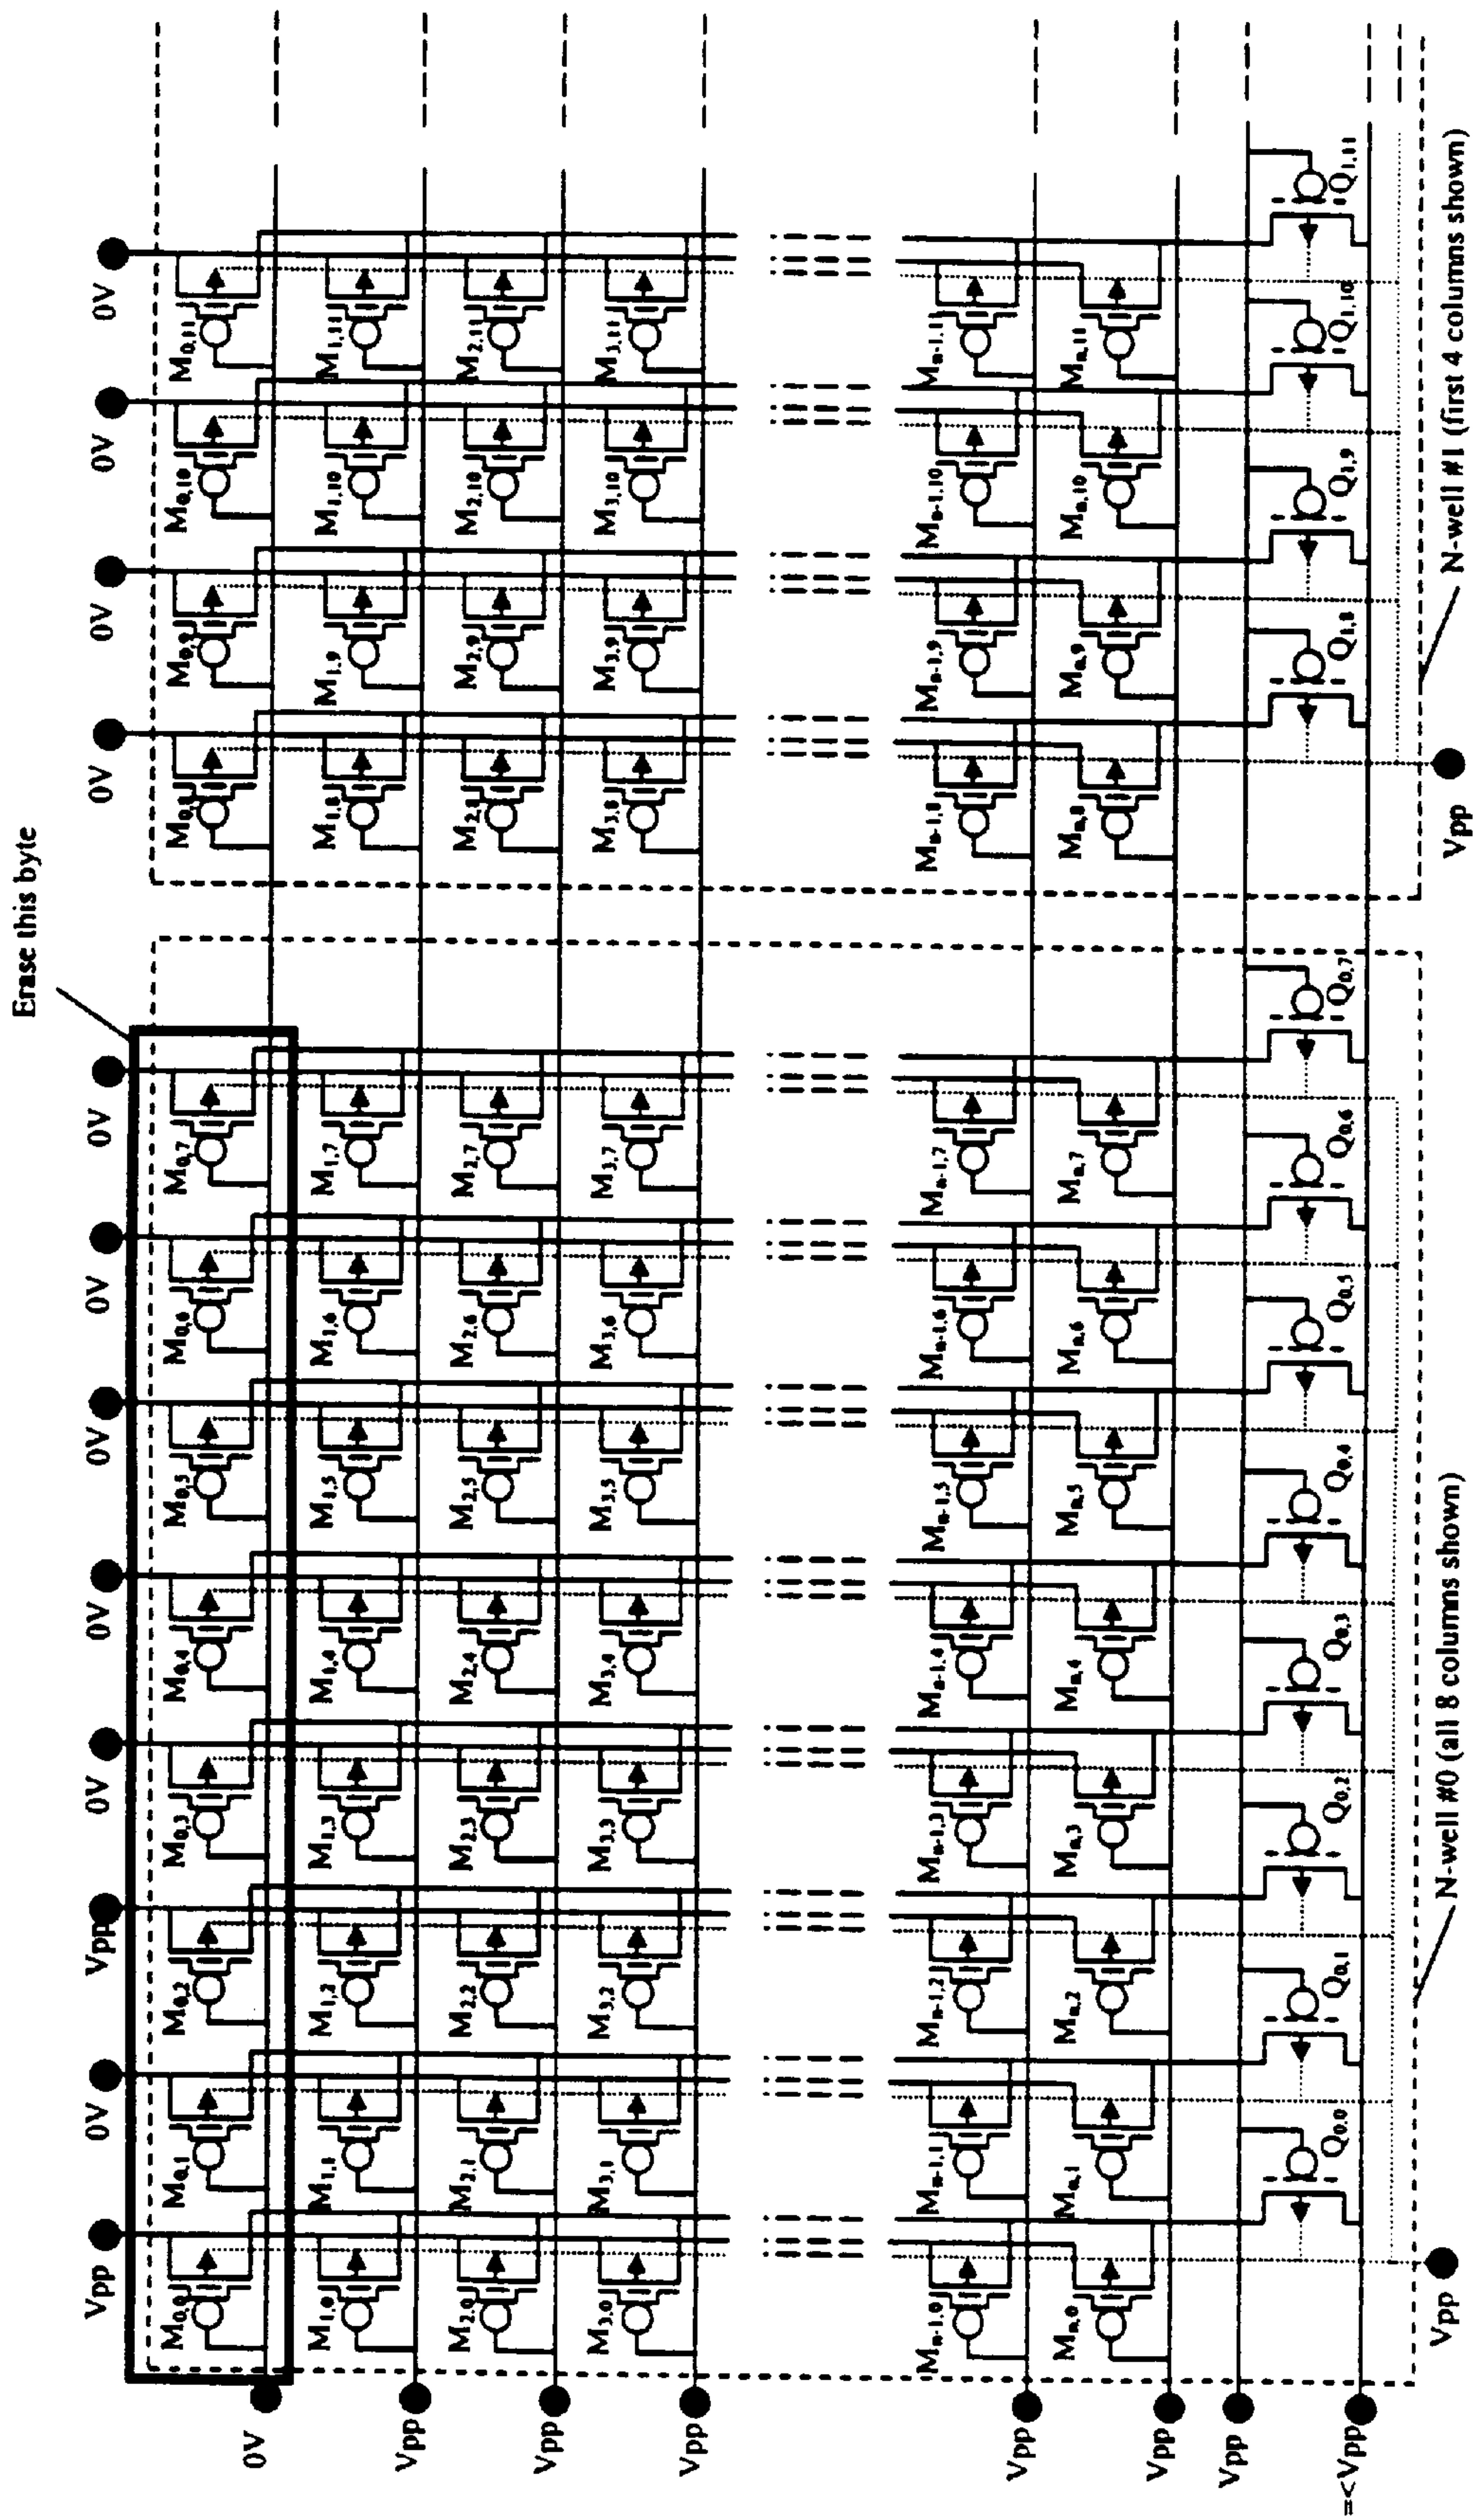 Erase this byte
Vpp 0V Vpp 0V 0V 0V 0V 0V 0V 0V 0V 0V
M0,0 M0,1 M0,2 M0,3 M0,4 M0,5 M0,6 M0,7 M0,8 M0,9 M0,10 M0,11
0V
M1,0 M1,1 M1,2 M1,3 M1,4 M1,5 M1,6 M1,7 M1,8 M1,9 M1,10 M1,11
Vpp
M2,0 M2,1 M2,2 M2,3 M2,4 M2,5 M2,6 M2,7 M2,8 M2,9 M2,10 M2,11
Vpp
M3,0 M3,1 M3,2 M3,3 M3,4 M3,5 M3,6 M3,7 M3,8 M3,9 M3,10 M3,11
Vpp
Mn-1,0 Mn-1,1 Mn-1,2 Mn-1,3 Mn-1,4 Mn-1,5 Mn-1,6 Mn-1,7 Mn-1,8 Mn-1,9 Mn-1,10 Mn-1,11
Vpp
Mn,0 Mn,1 Mn,2 Mn,3 Mn,4 Mn,5 Mn,6 Mn,7 Mn,8 Mn,9 Mn,10 Mn,11
Vpp
Vpp
Q0,0 Q0,1 Q0,2 Q0,3 Q0,4 Q0,5 Q0,6 Q0,7 Q1,8 Q1,9 Q1,10 Q1,11
=<Vpp
Vpp
N-well #0 (all 8 columns shown)
Vpp
N-well #1 (first 4 columns shown)